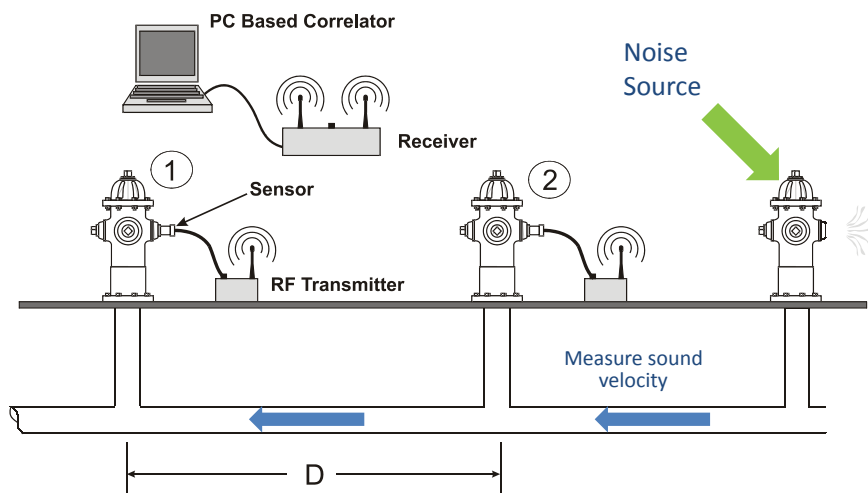 PC Based Correlator
Noise
Source
Receiver
1
Sensor
2
RF Transmitter
Measure sound
velocity
D